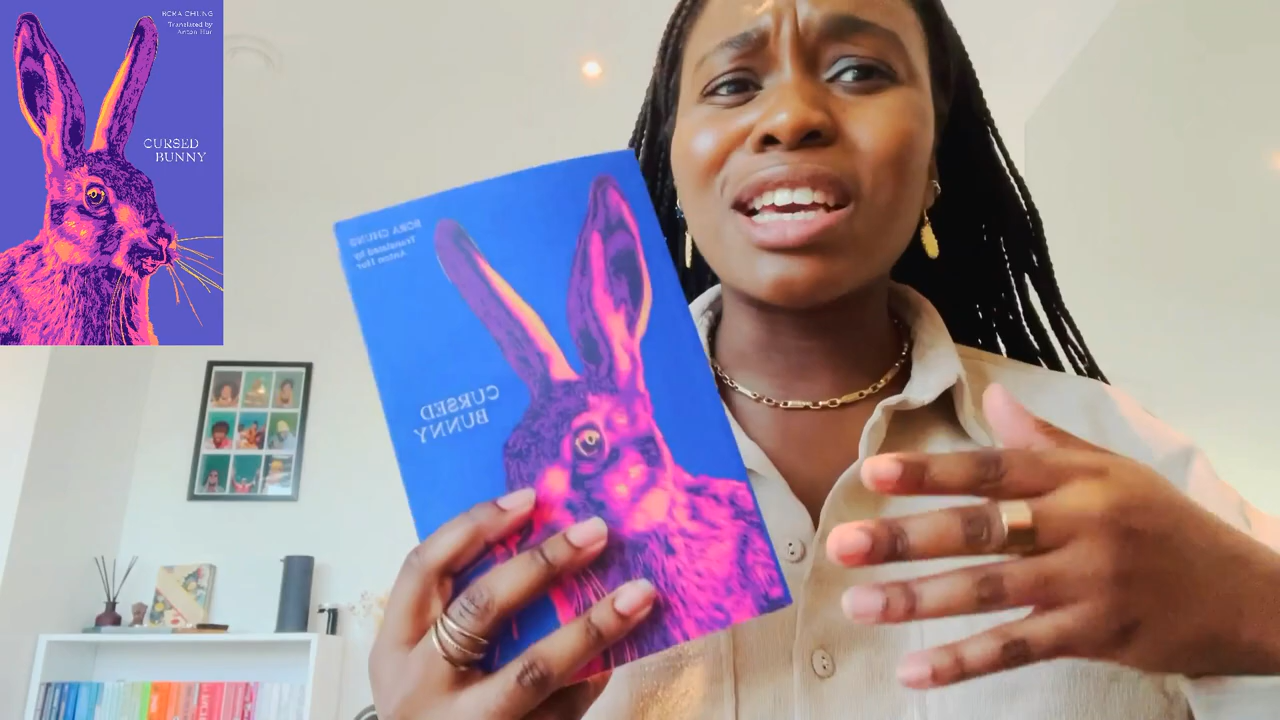 BORA CHUNG
Translated by
Anton Hur
CURSED
BUNNY
BORA CHUNG
Translated by
Anton Hur
CURSED
BUNNY